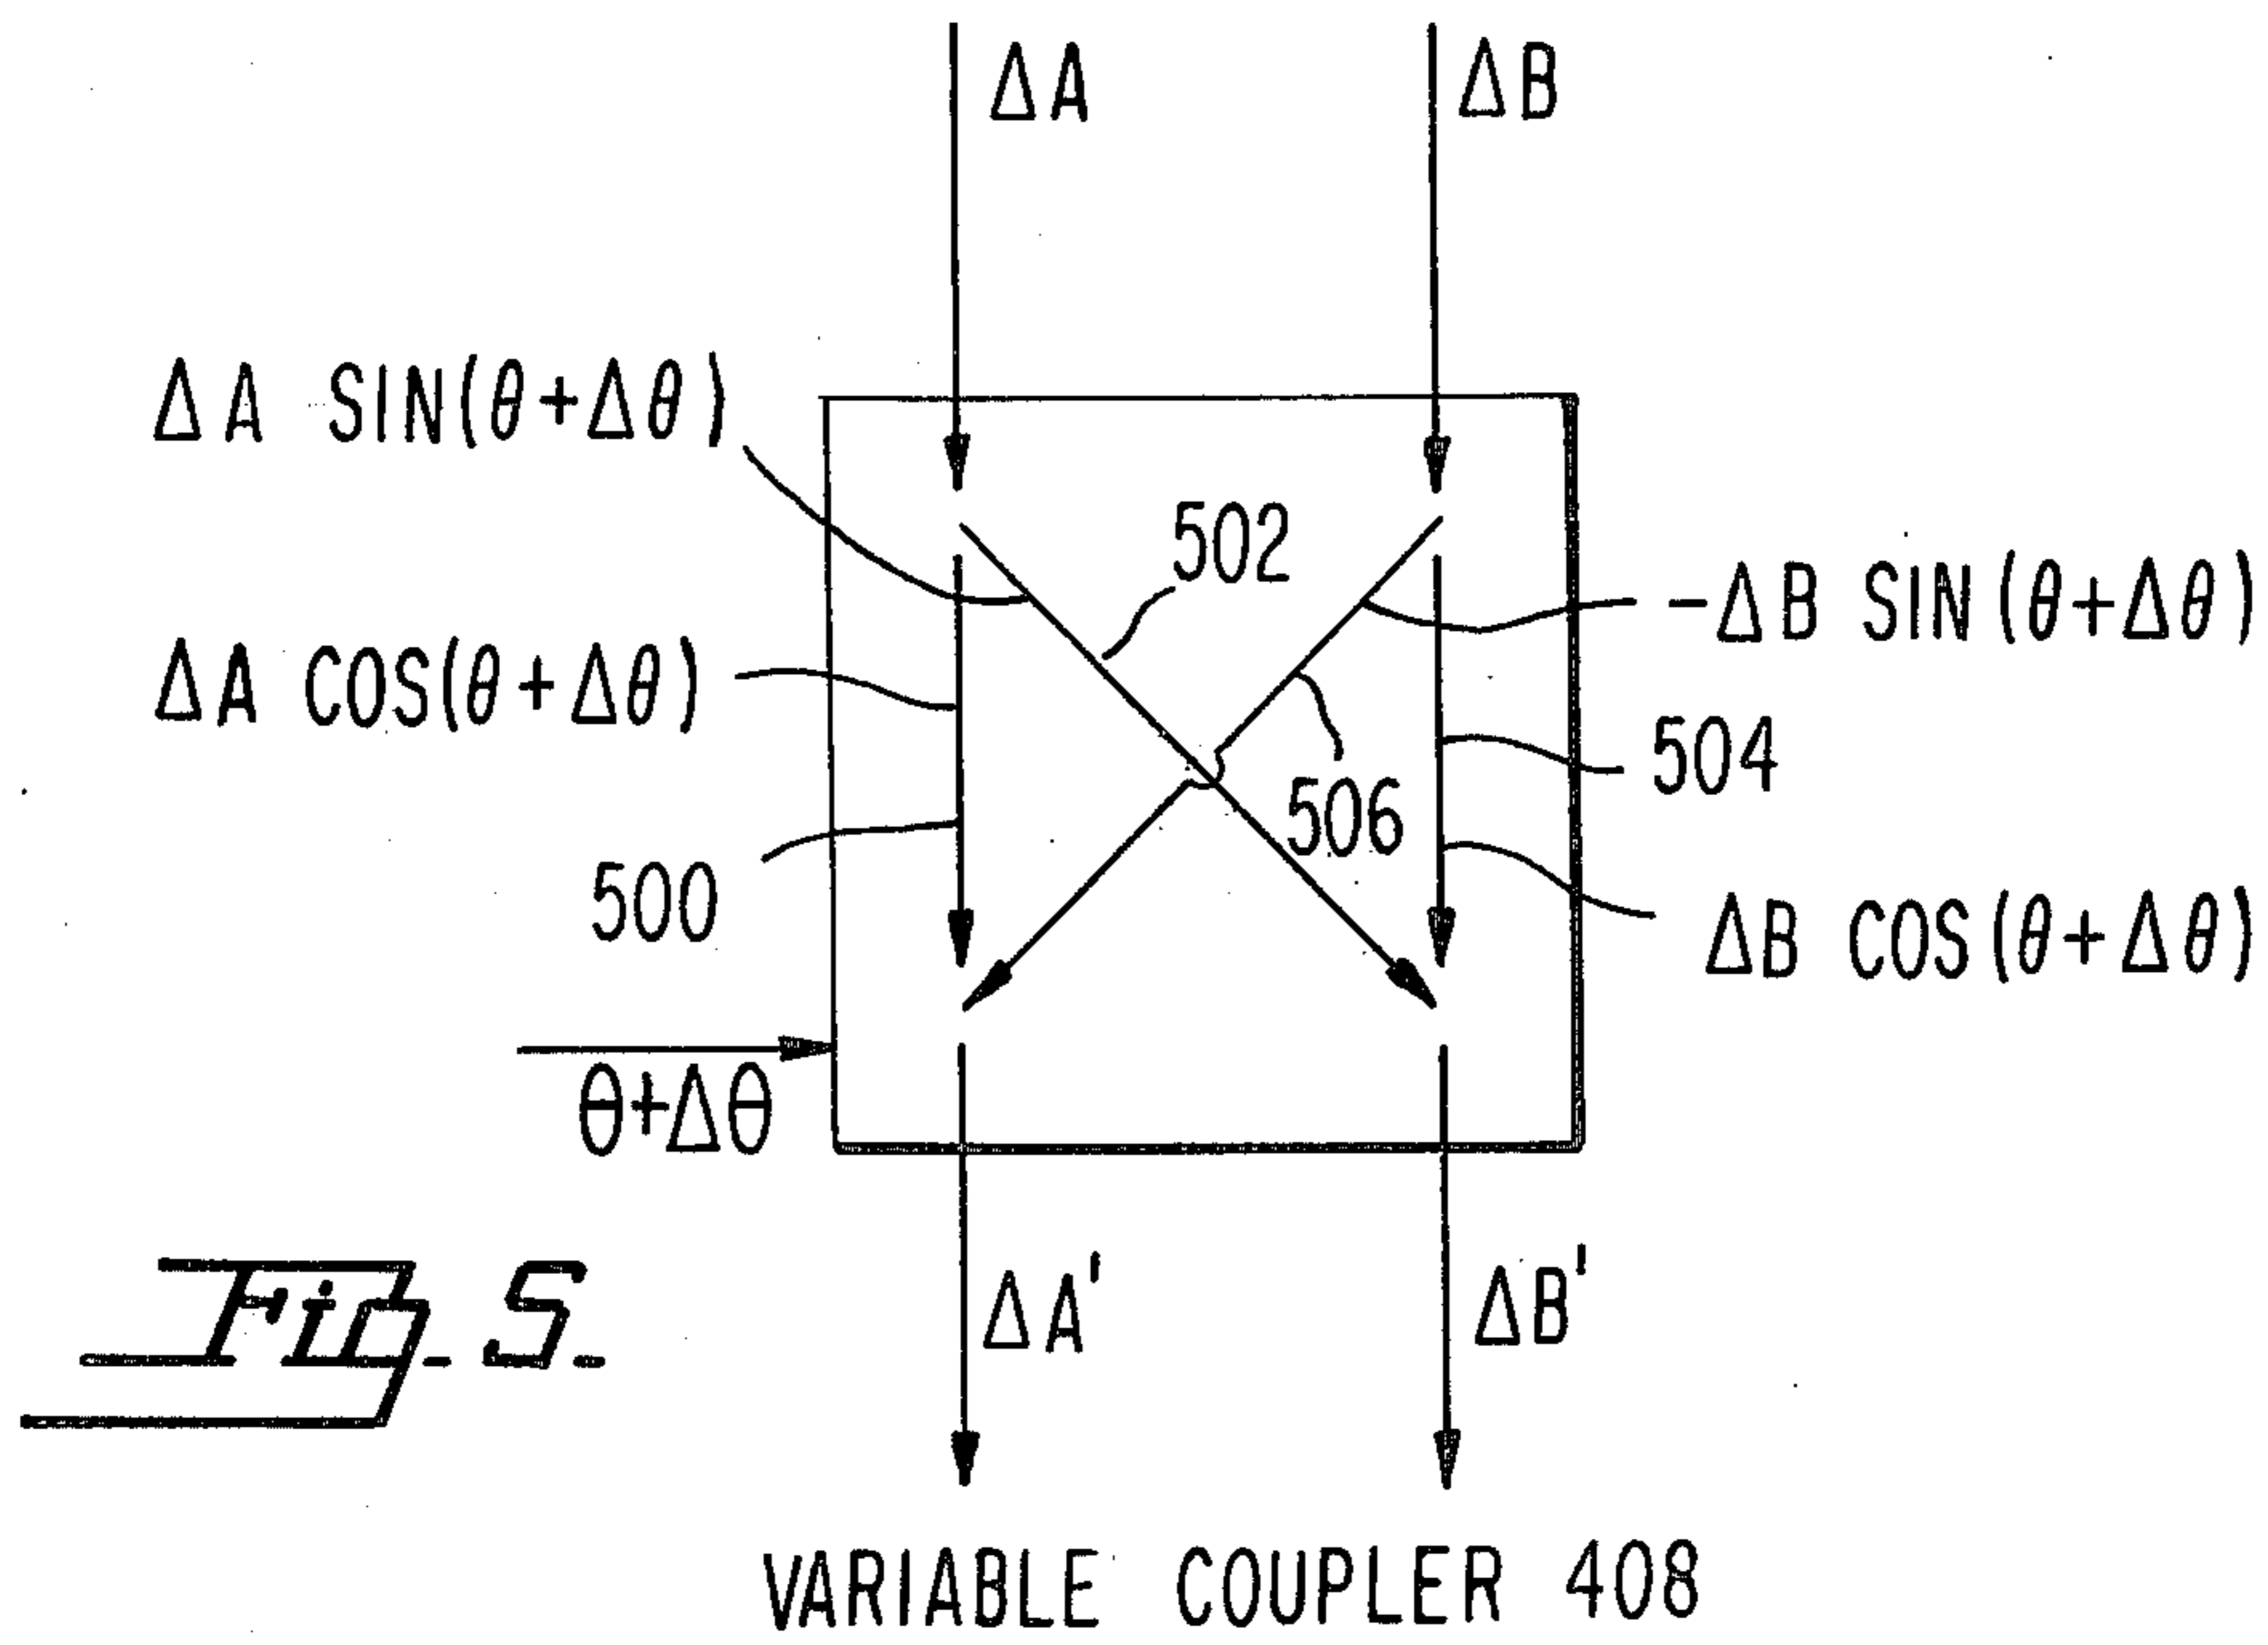 ΔA
ΔB
ΔA SIN(θ+Δθ)
502
-ΔB SIN(θ+Δθ)
ΔA COS(θ+Δθ)
504
506
500
ΔB COS(θ+Δθ)
θ+Δθ
ΔA'
ΔB'
Fig. 5.
VARIABLE COUPLER 408